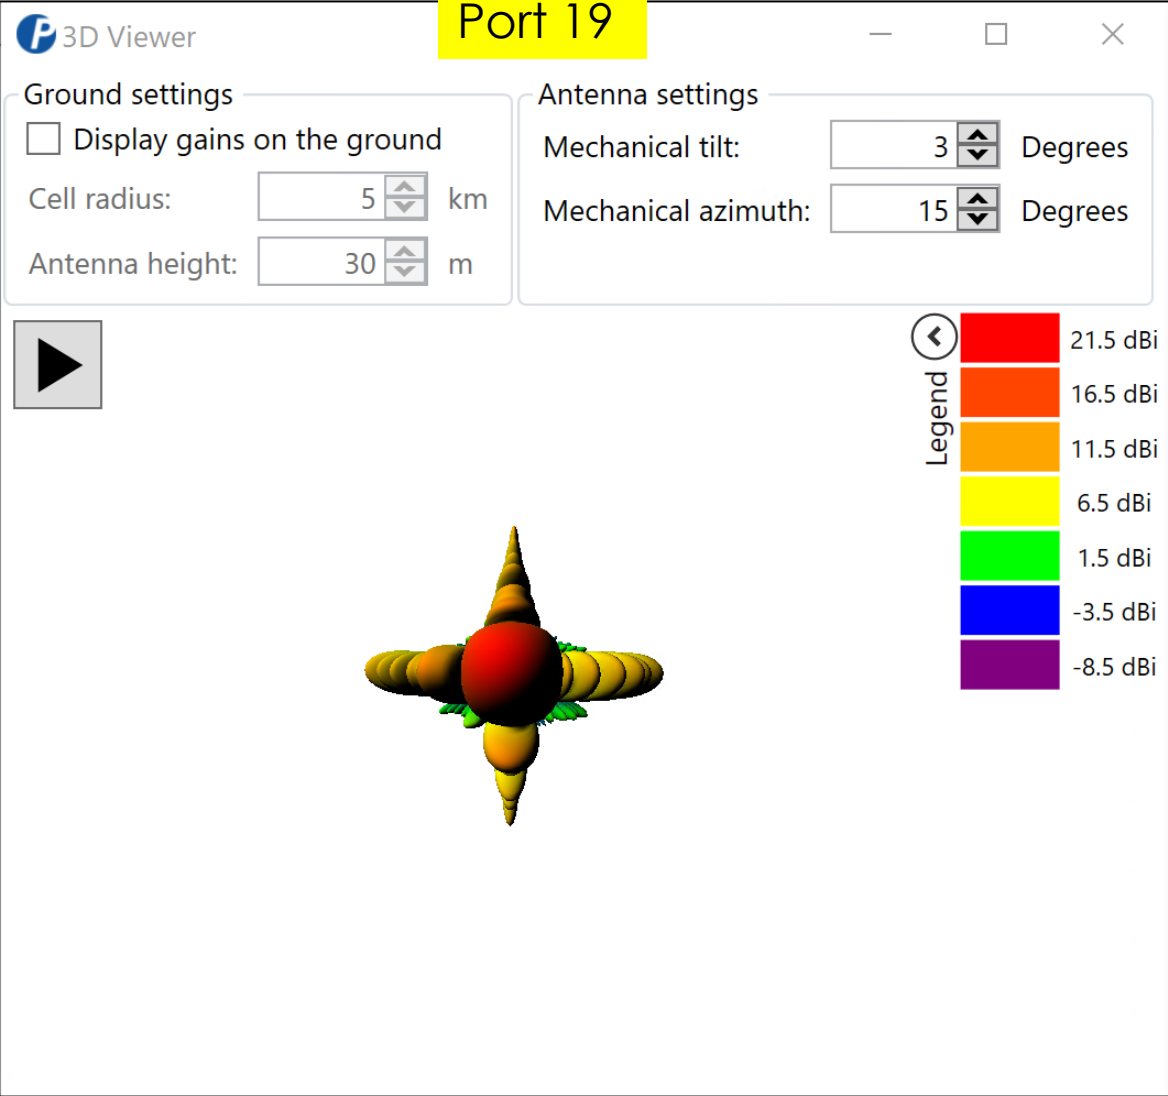 Port 19
3D Viewer
Ground settings
Display gains on the ground
Cell radius: 5 km
Antenna height: 30 m
Antenna settings
Mechanical tilt: 3 Degrees
Mechanical azimuth: 15 Degrees
Legend
21.5 dBi
16.5 dBi
11.5 dBi
6.5 dBi
1.5 dBi
-3.5 dBi
-8.5 dBi